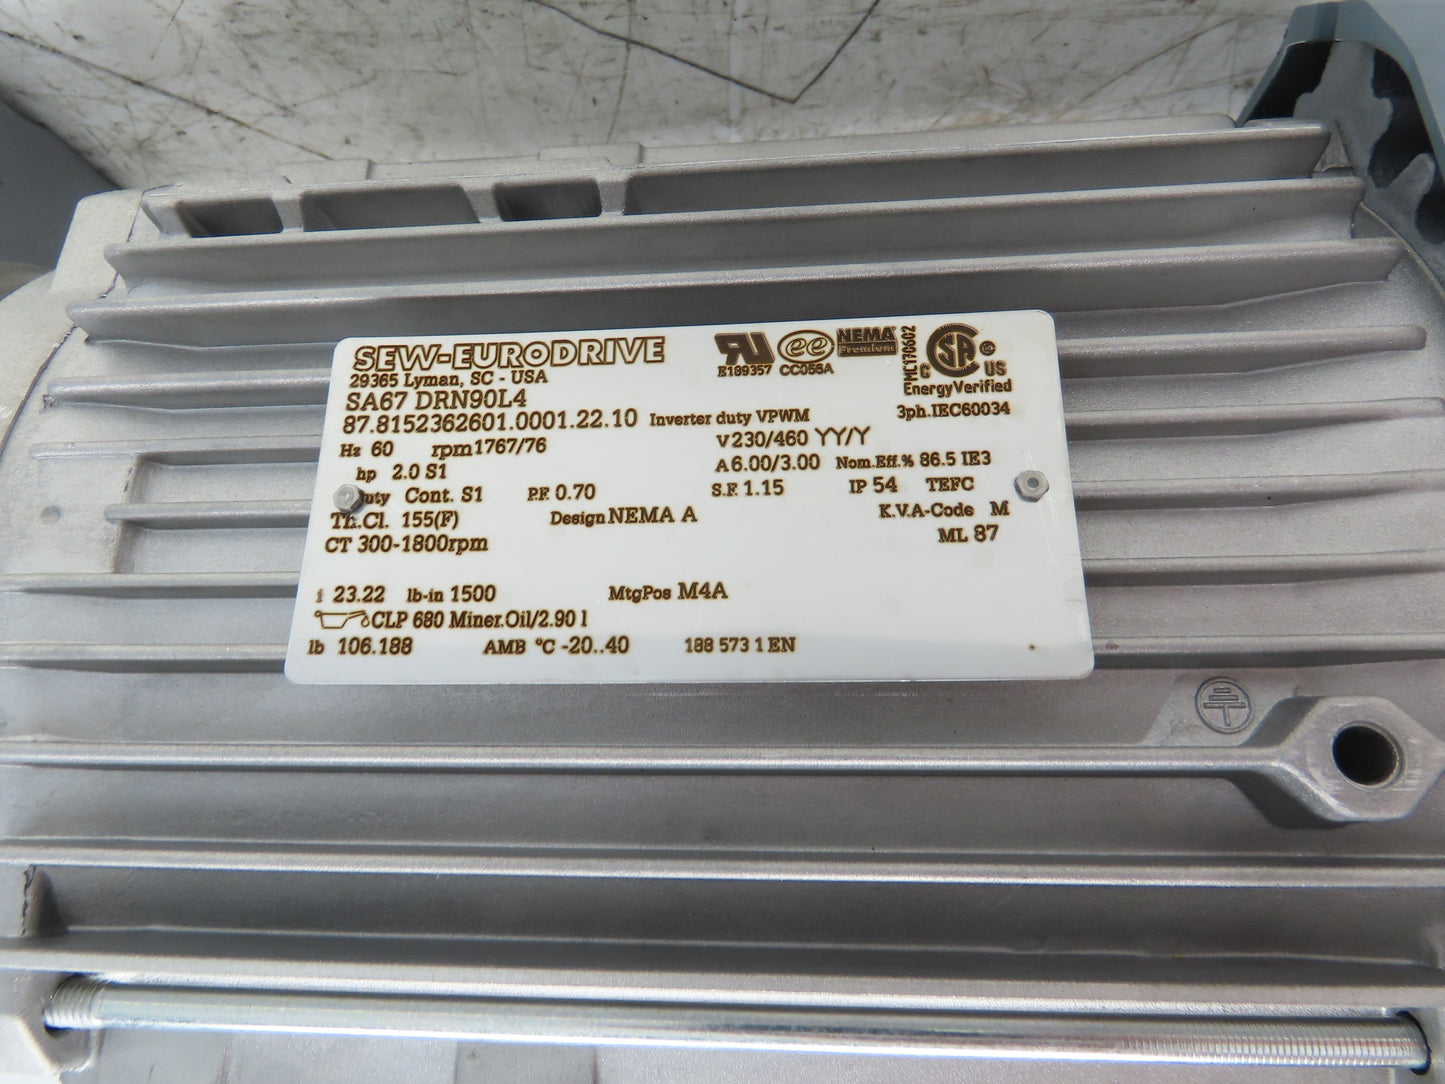 SEW-EURODRIVE
29365 Lyman, SC - USA
E189357 CC056A
NEMA Premium
EMC170602
CSA
C US
EnergyVerified
3ph.IEC60034
SA67 DRN90L4
87.8152362601.0001.22.10 Inverter duty VPWM
Hz 60 rpm 1767/76 V 230/460 YY/Y
hp 2.0 S1 A 6.00/3.00 Nom.Eff.% 86.5 IE3
uty Cont. S1 P.F. 0.70 S.F. 1.15 IP 54 TEFC
Th.Cl. 155(F) Design NEMA A K.V.A-Code M
CT 300-1800rpm ML 87
i 23.22 lb-in 1500 MtgPos M4A
CLP 680 Miner.Oil/2.90 l
lb 106.188 AMB °C -20..40 188 573 1 EN